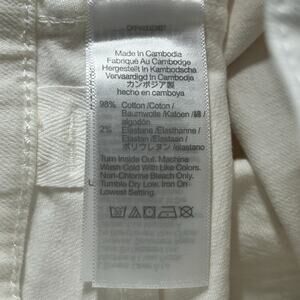 Made In Cambodia
Fabriqué Au Cambodge
Hergestellt In Kambodscha
Vervaardigd In Cambodja
カンボジア製
hecho en camboya
98% Cotton /Coton /
Baumwolle /Katoen /綿 /
algodón
2% Elastane /Elasthanne /
Elastan /Elastaan /
ポリウレタン /elastano
Turn Inside Out. Machine
Wash Cold With Like Colors.
Non-Chlorine Bleach Only.
Tumble Dry Low. Iron On
Lowest Setting.